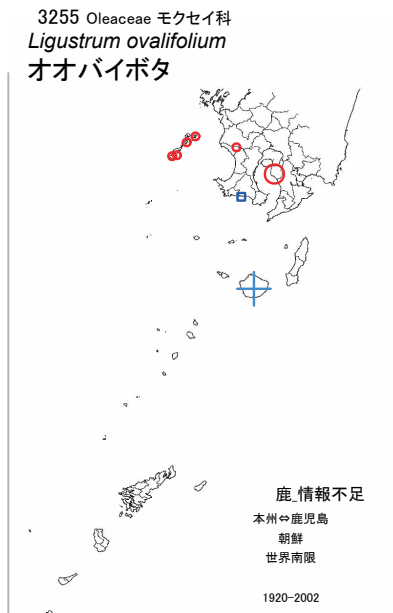 3255 Oleaceae モクセイ科
Ligustrum ovalifolium
オオバイボタ
鹿_情報不足
本州⇔鹿児島
朝鮮
世界南限
1920-2002